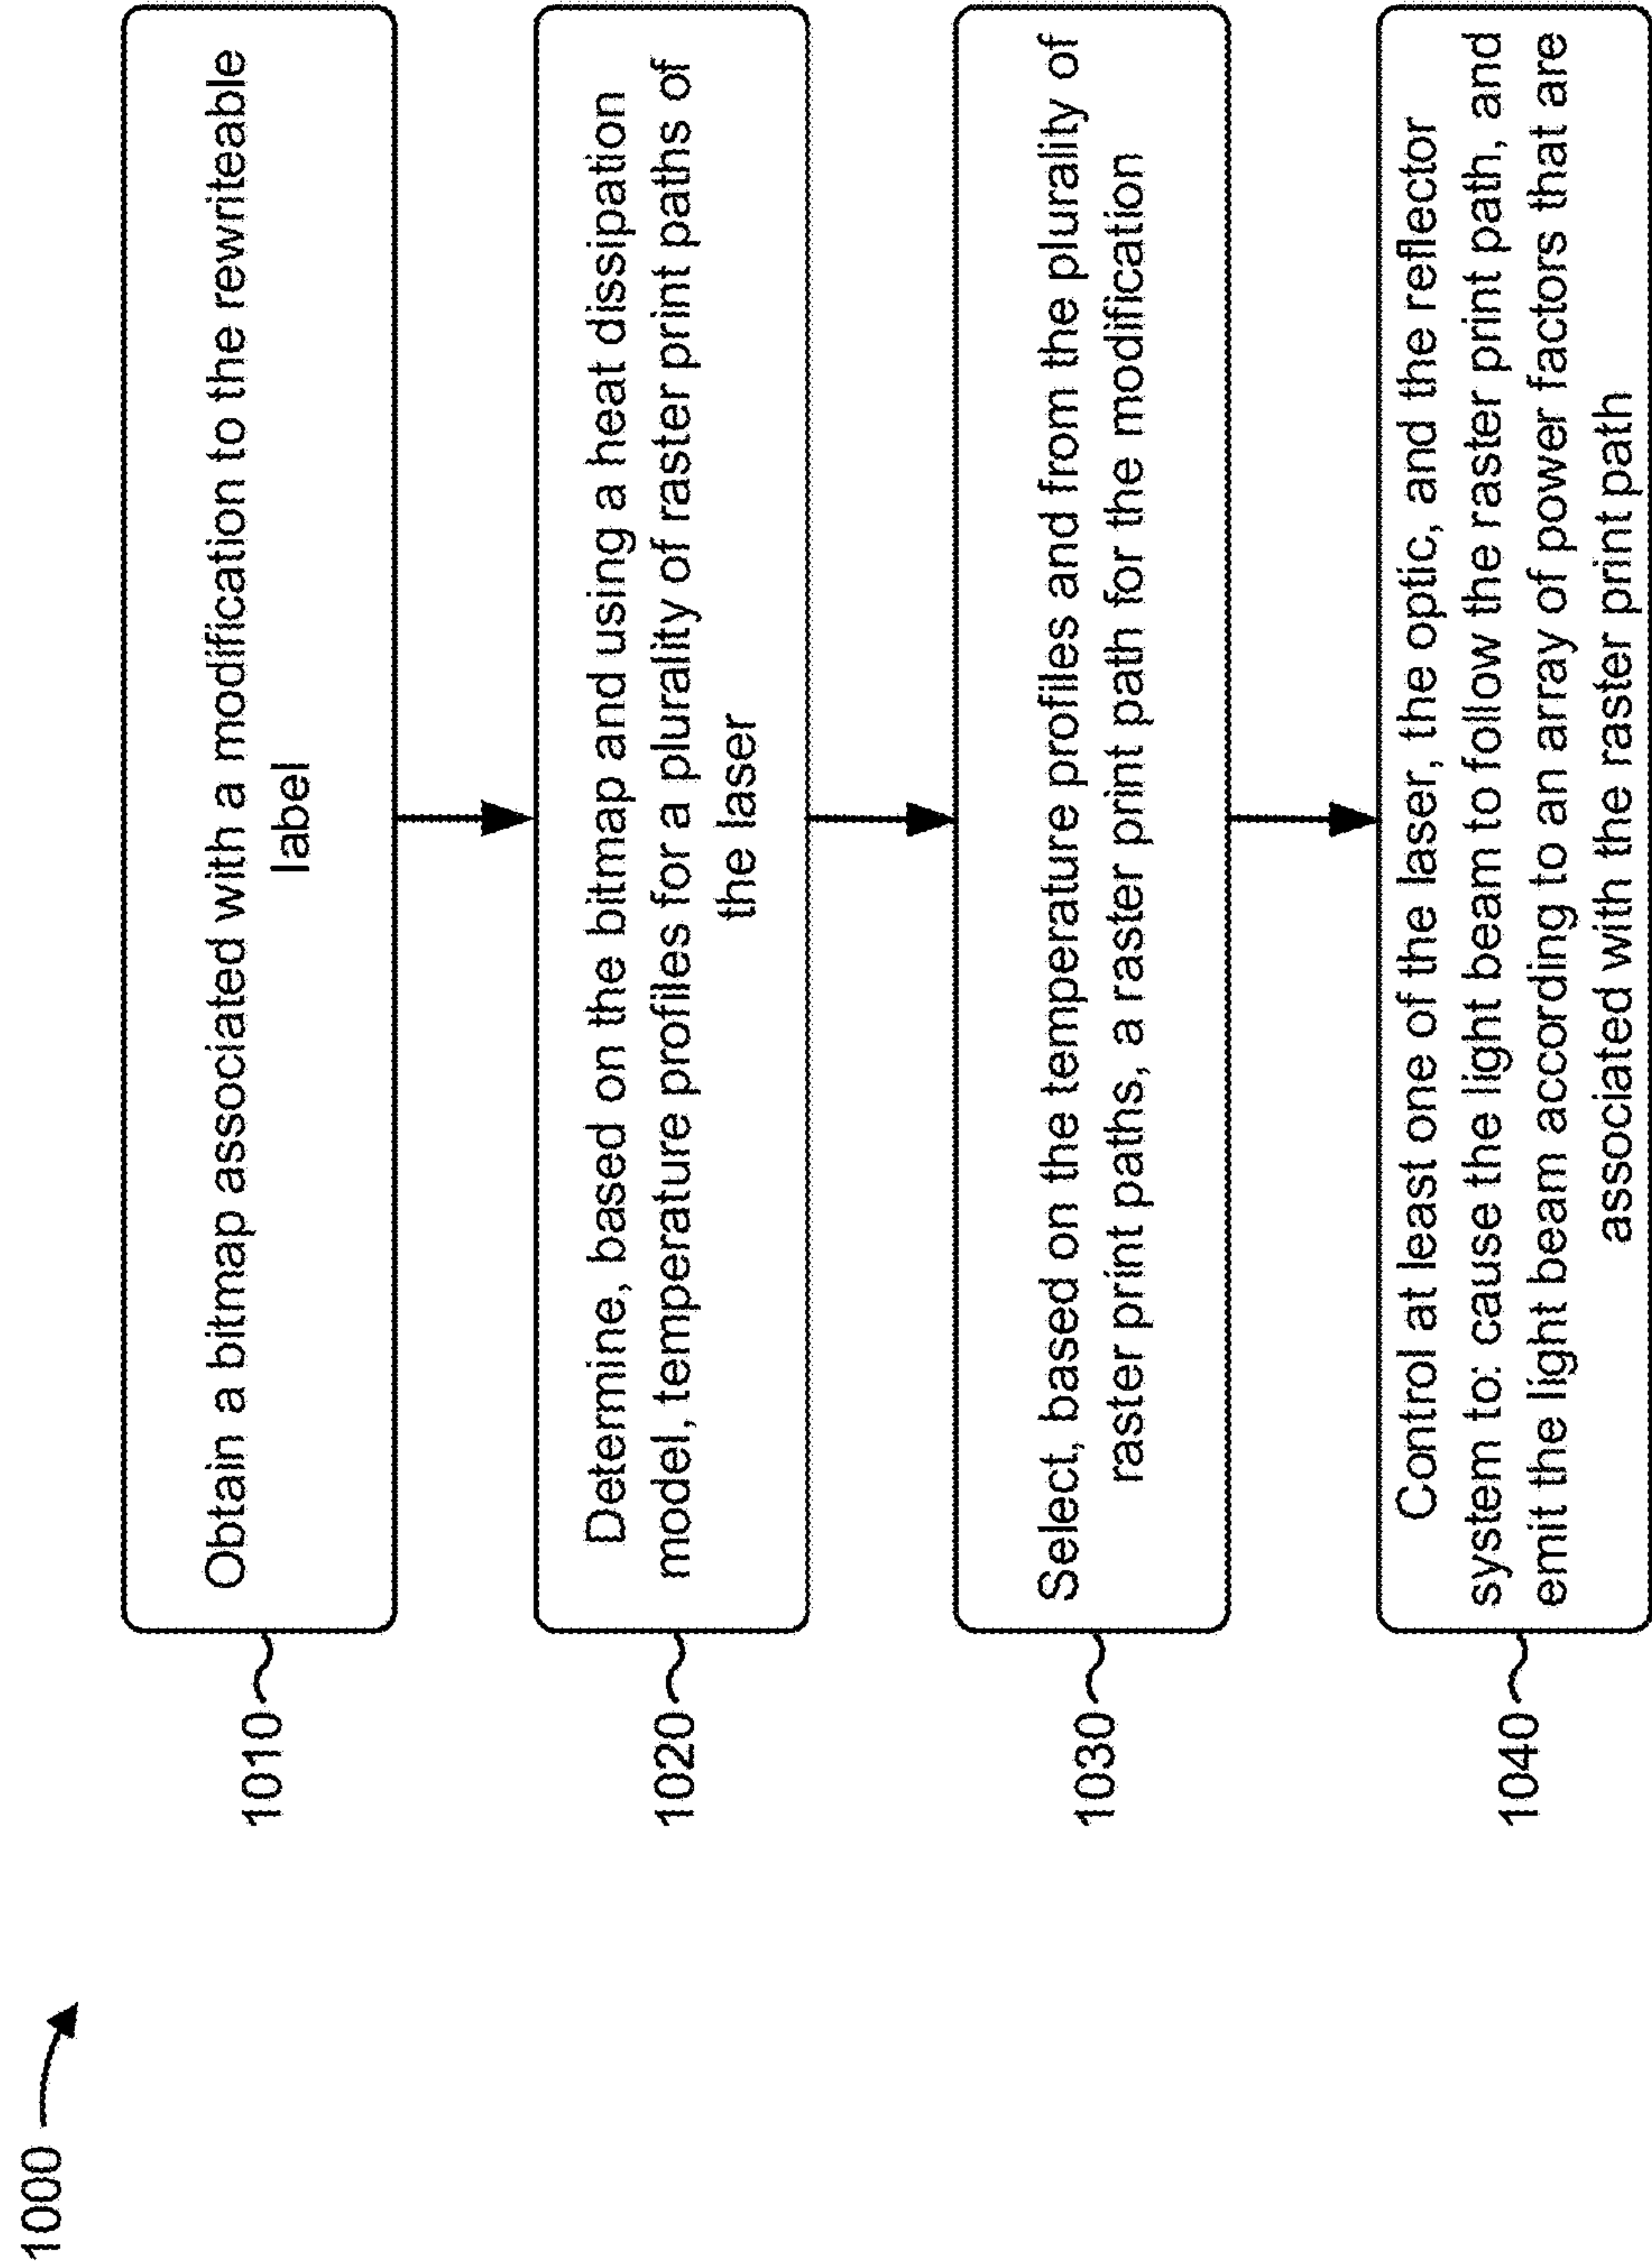 1000
1010
Obtain a bitmap associated with a modification to the rewriteable
label
1020
Determine, based on the bitmap and using a heat dissipation
model, temperature profiles for a plurality of raster print paths of
the laser
1030
Select, based on the temperature profiles and from the plurality of
raster print paths, a raster print path for the modification
1040
Control at least one of the laser, the optic, and the reflector
system to: cause the light beam to follow the raster print path, and
emit the light beam according to an array of power factors that are
associated with the raster print path